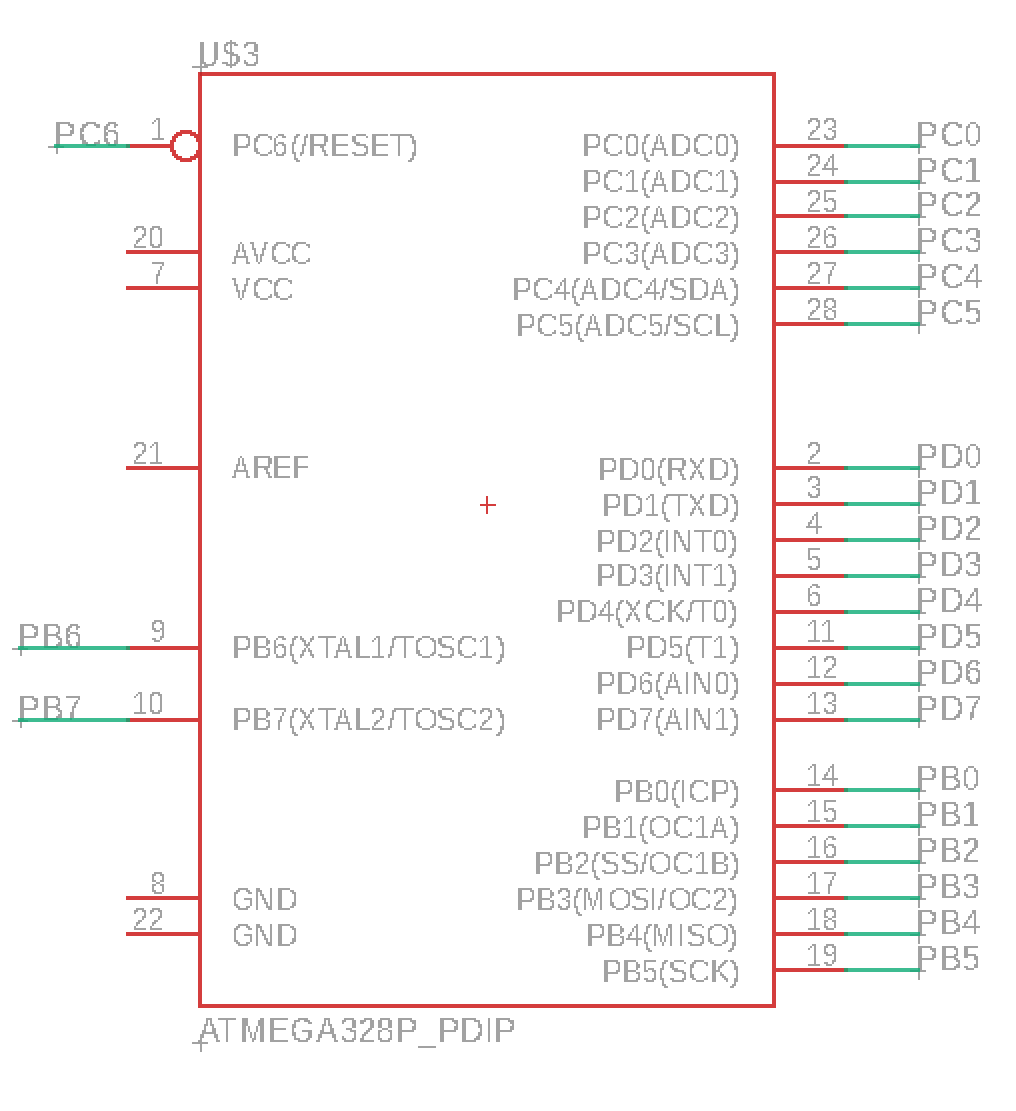 U$3
PC6 1 PC6(/RESET) PC0(ADC0) 23 PC0
PC1(ADC1) 24 PC1
PC2(ADC2) 25 PC2
20 AVCC PC3(ADC3) 26 PC3
7 VCC PC4(ADC4/SDA) 27 PC4
PC5(ADC5/SCL) 28 PC5
21 AREF PD0(RXD) 2 PD0
PD1(TXD) 3 PD1
PD2(INT0) 4 PD2
PD3(INT1) 5 PD3
PD4(XCK/T0) 6 PD4
PB6 9 PB6(XTAL1/TOSC1) PD5(T1) 11 PD5
PD6(AIN0) 12 PD6
PB7 10 PB7(XTAL2/TOSC2) PD7(AIN1) 13 PD7
PB0(ICP) 14 PB0
PB1(OC1A) 15 PB1
PB2(SS/OC1B) 16 PB2
8 GND PB3(MOSI/OC2) 17 PB3
22 GND PB4(MISO) 18 PB4
PB5(SCK) 19 PB5
ATMEGA328P_PDIP